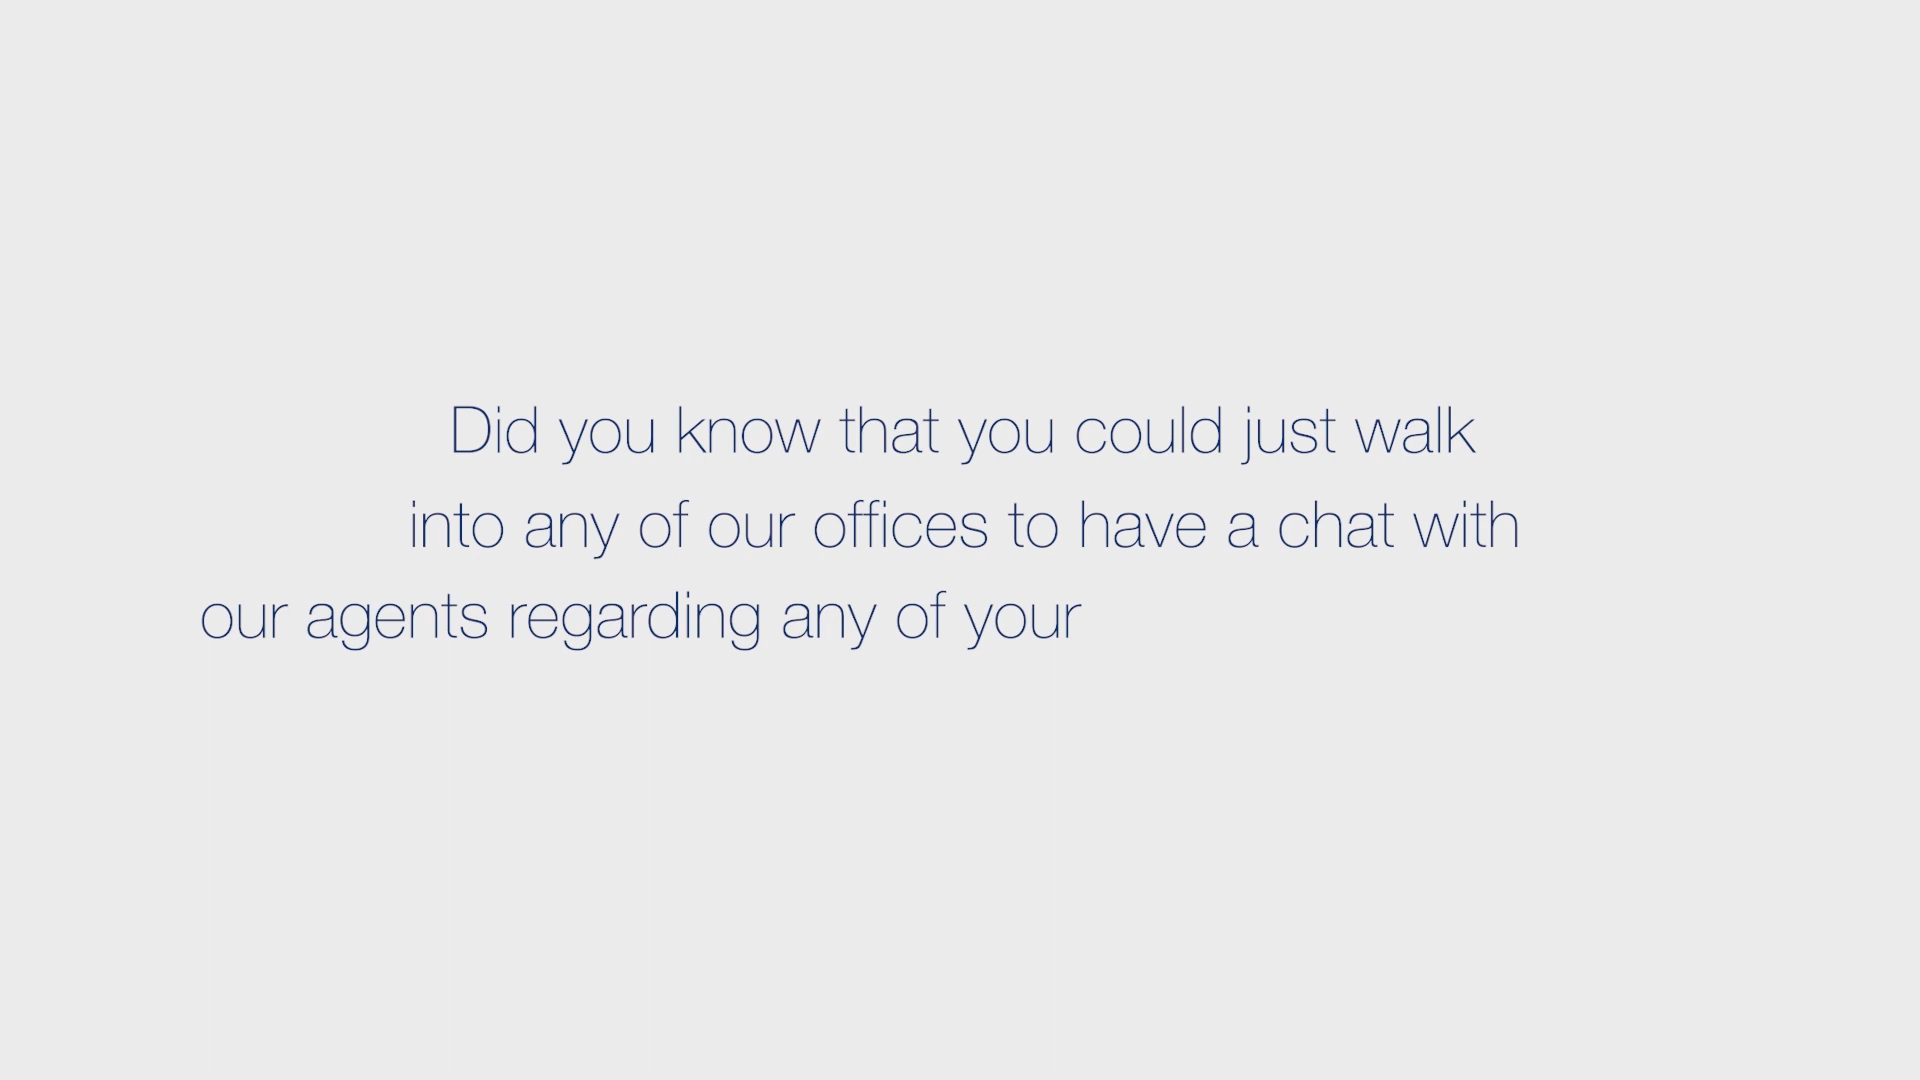 Did you know that you could just walk
into any of our offices to have a chat with
our agents regarding any of your